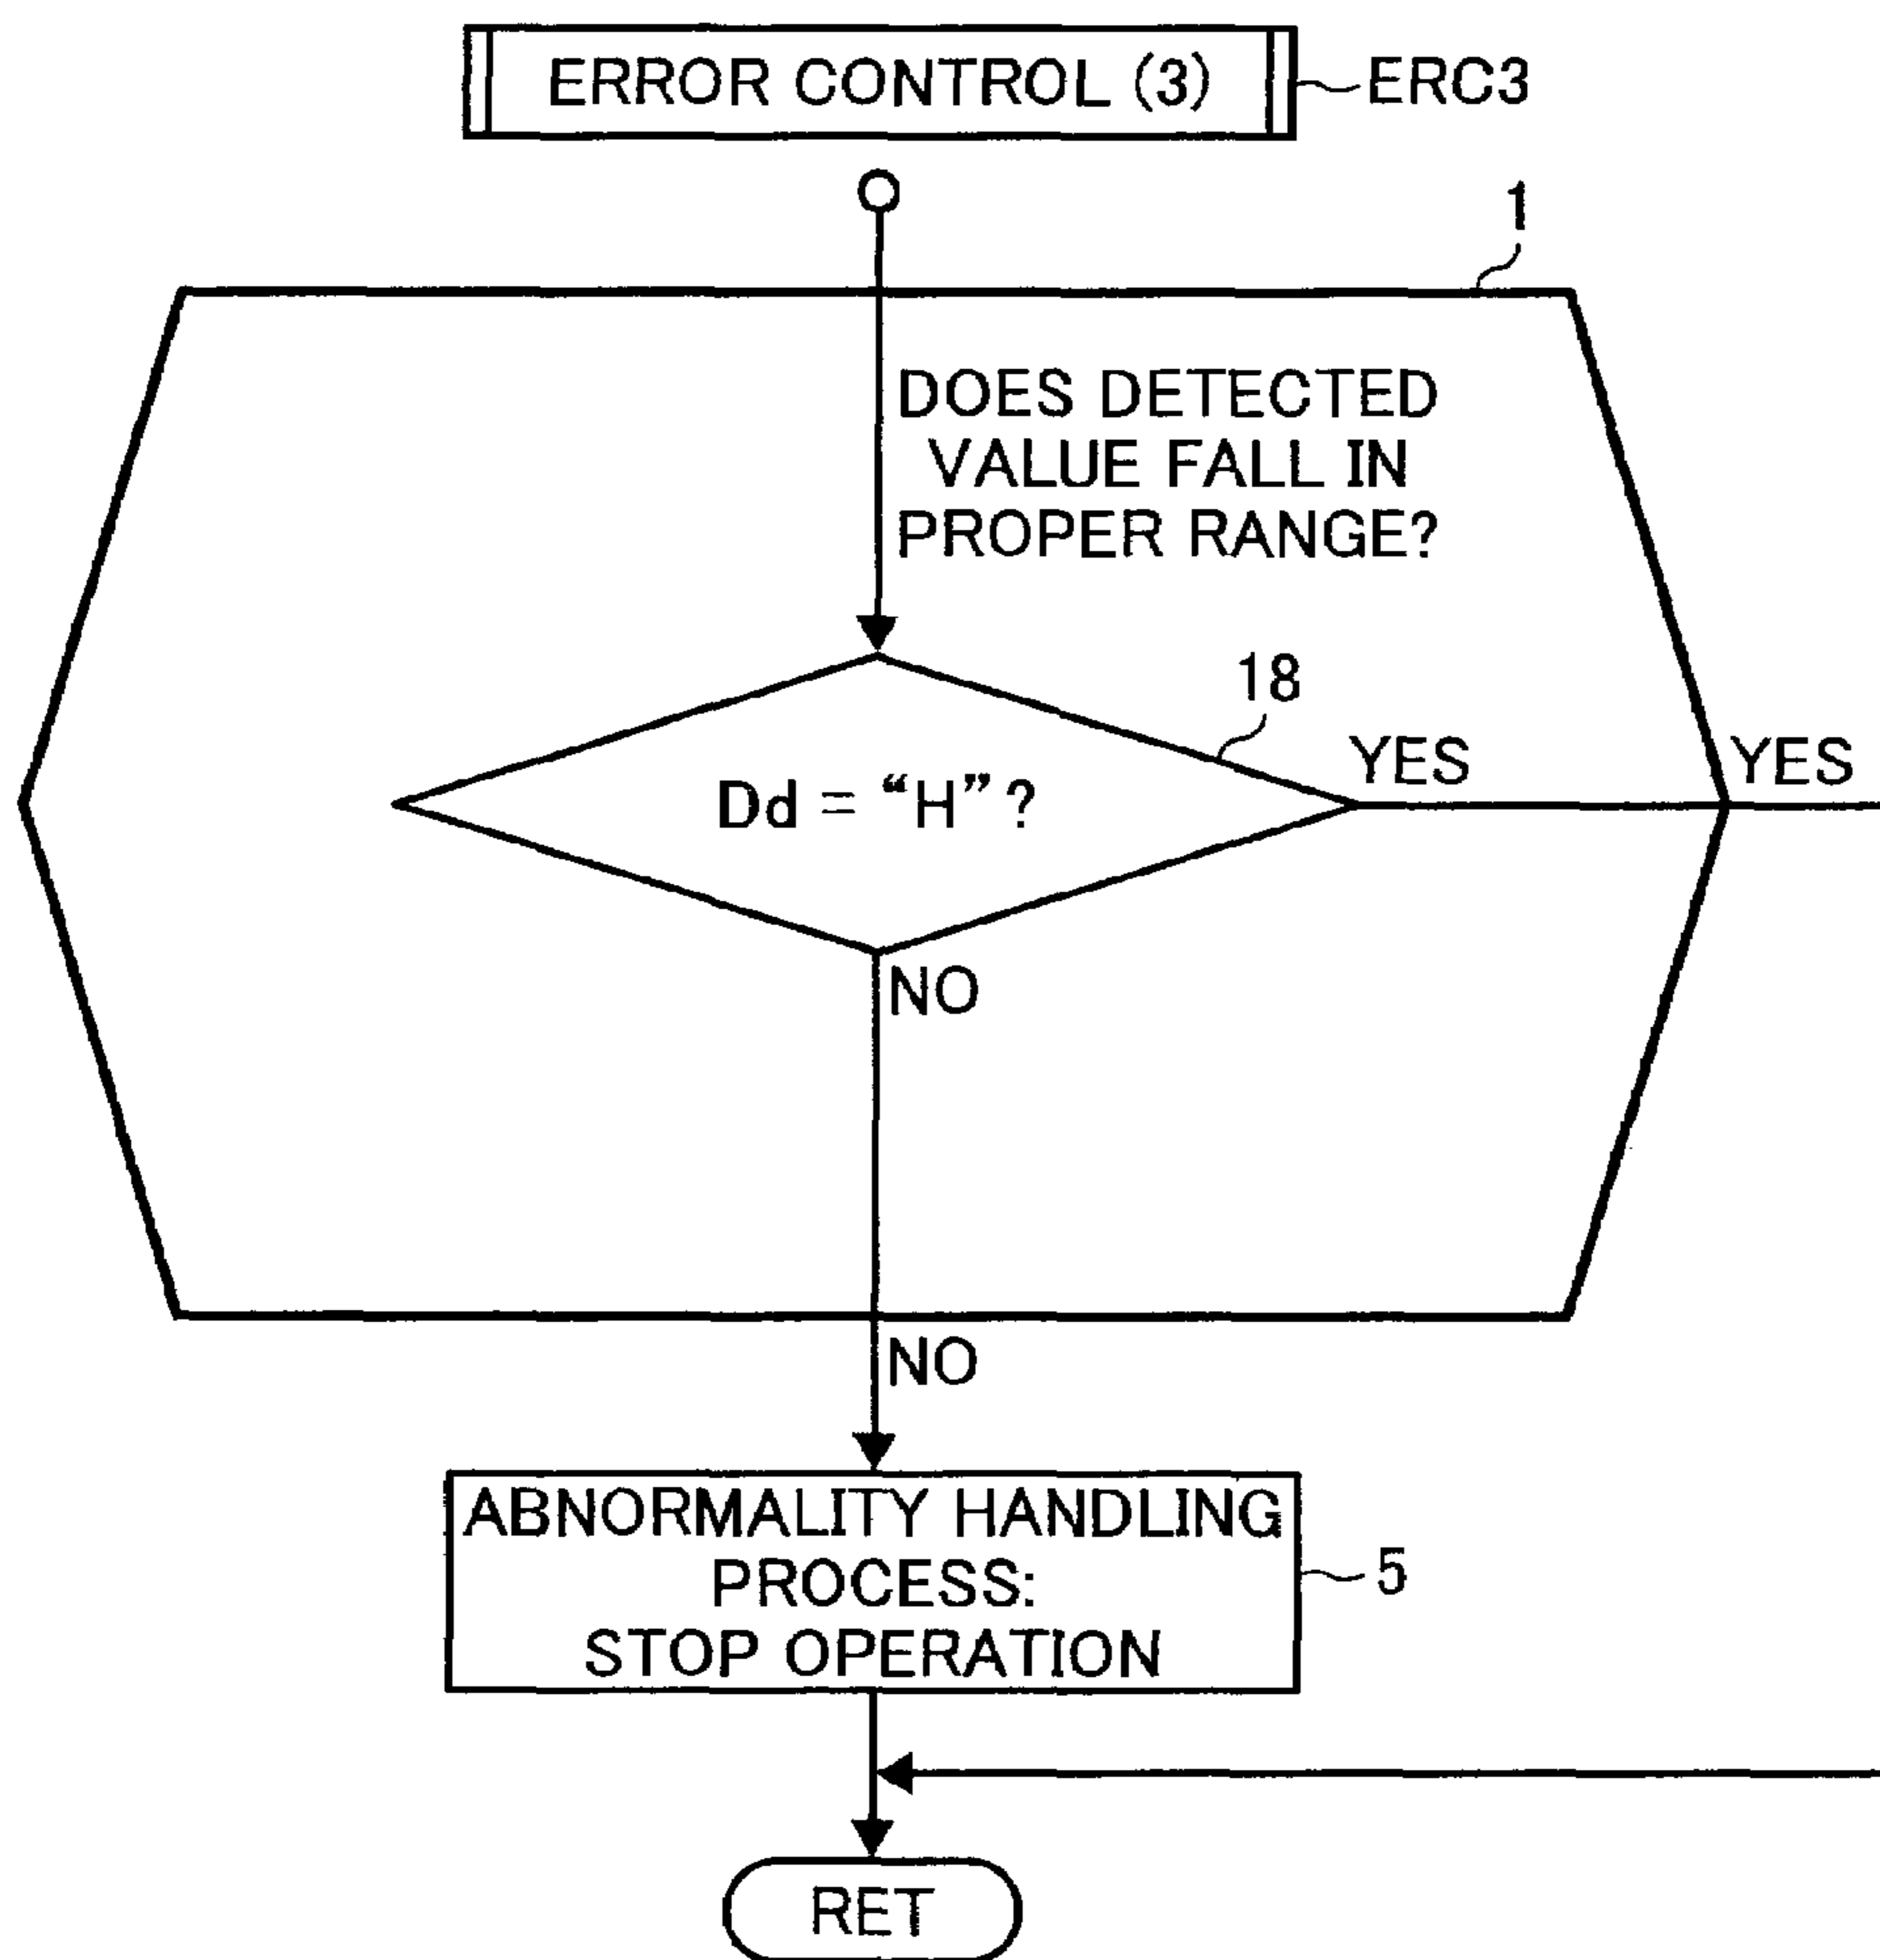 ERROR CONTROL (3)
ERC3
1
DOES DETECTED
VALUE FALL IN
PROPER RANGE?
18
Dd = “H”?
YES
YES
NO
NO
ABNORMALITY HANDLING
PROCESS:
STOP OPERATION
5
RET